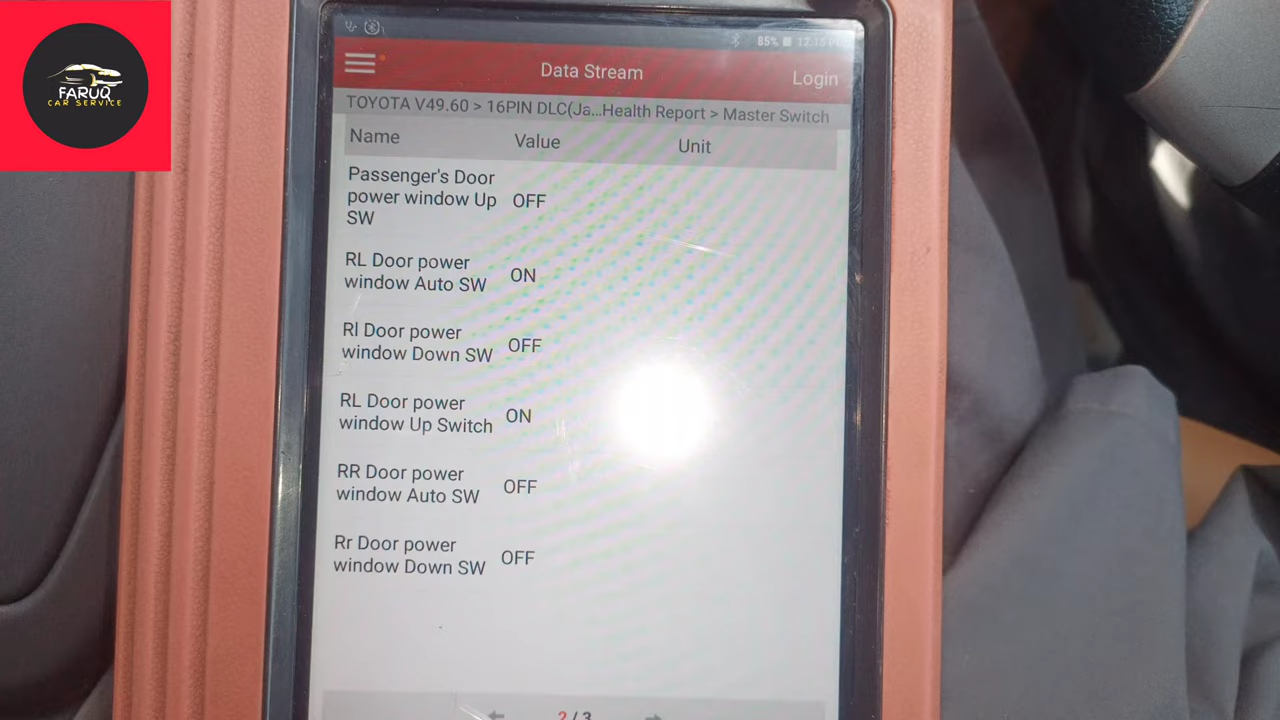 FARUQ
CAR SERVICE
85%
Data Stream
Login
TOYOTA V49.60 > 16PIN DLC(Ja...Health Report > Master Switch
Name Value Unit
Passenger's Door
power window Up OFF
SW
RL Door power
window Auto SW ON
Rl Door power
window Down SW OFF
RL Door power
window Up Switch ON
RR Door power
window Auto SW OFF
Rr Door power
window Down SW OFF
2/3